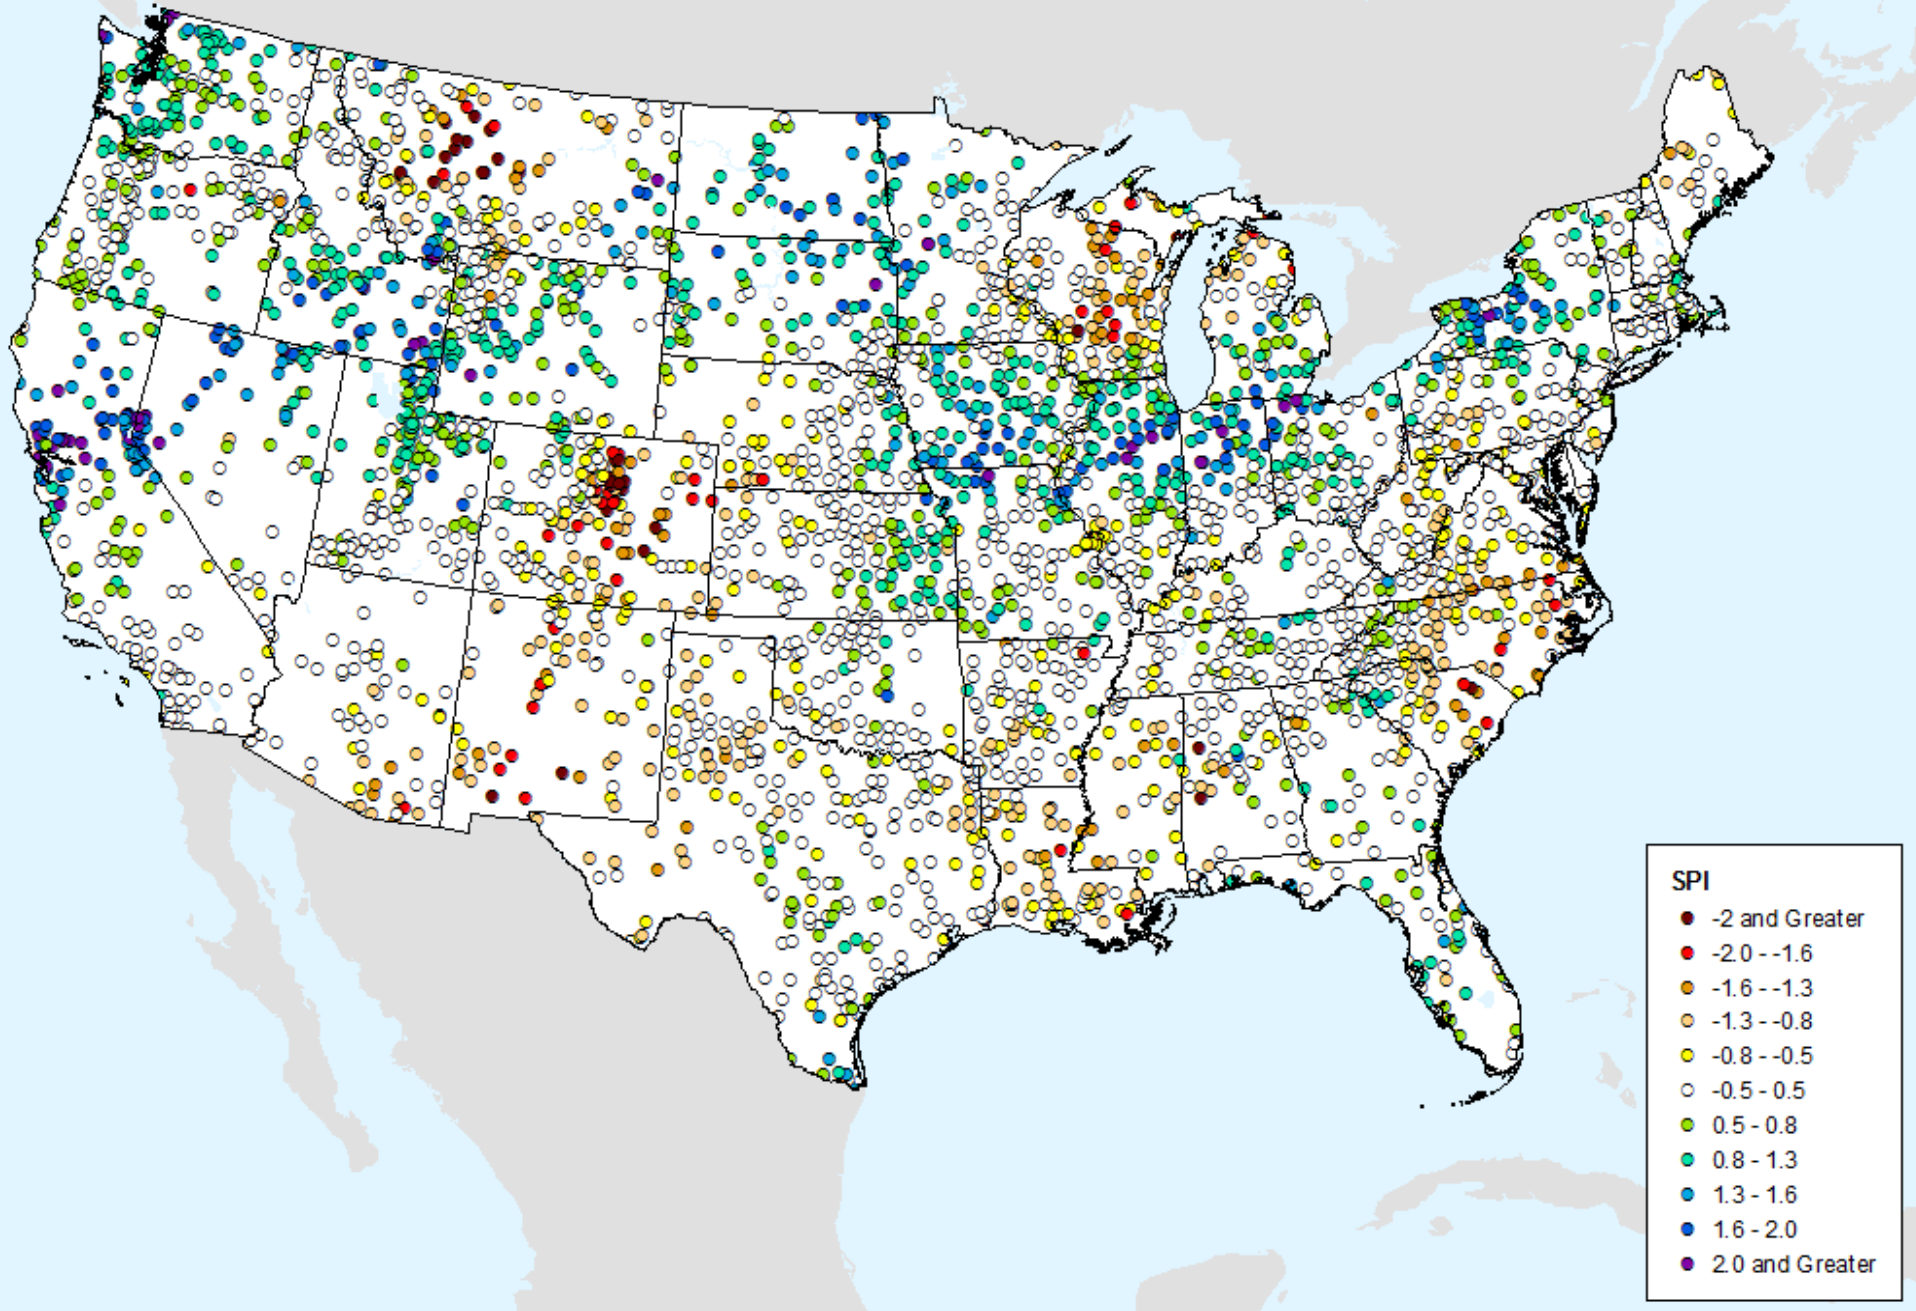 SPI
-2 and Greater
-2.0 - -1.6
-1.6 - -1.3
-1.3 - -0.8
-0.8 - -0.5
-0.5 - 0.5
0.5 - 0.8
0.8 - 1.3
1.3 - 1.6
1.6 - 2.0
2.0 and Greater